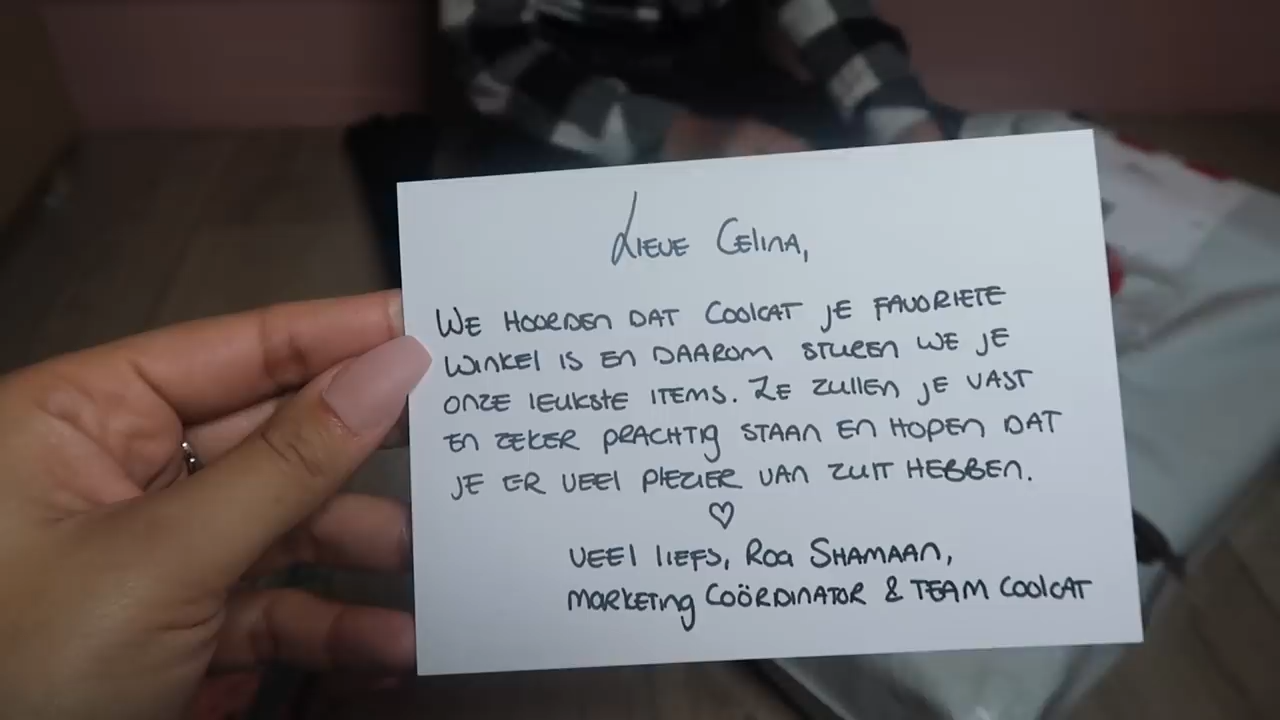 Lieve Celina,
We hoorden dat CoolCat je favoriete
winkel is en daarom sturen we je
onze leukste items. Ze zullen je vast
en zeker prachtig staan en hopen dat
je er veel plezier van zult hebben.
♡
Veel liefs, Roa Shamaan,
Marketing Coördinator & Team CoolCat